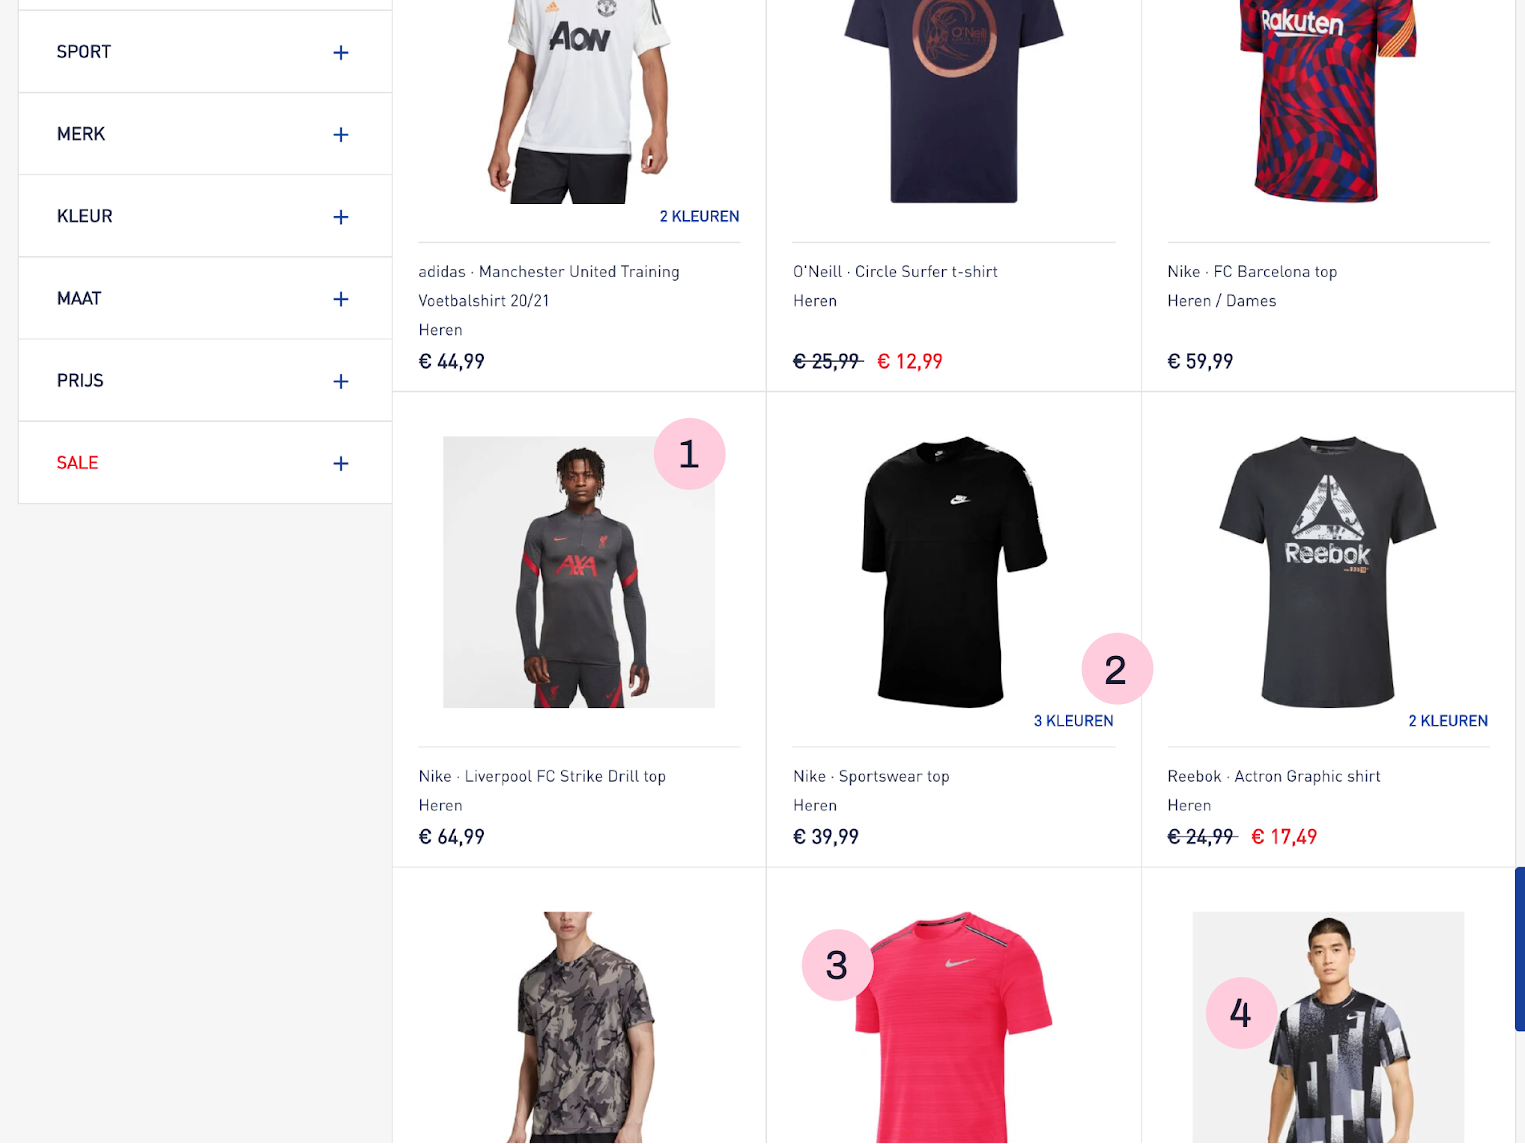 SPORT
MERK
KLEUR
MAAT
PRIJS
SALE
AON
O'Neill
Rakuten
2 KLEUREN
adidas · Manchester United Training
Voetbalshirt 20/21
Heren
€ 44,99
O'Neill · Circle Surfer t-shirt
Heren
€ 25,99 € 12,99
Nike · FC Barcelona top
Heren / Dames
€ 59,99
1
AXA
2
3 KLEUREN
Reebok
2 KLEUREN
Nike · Liverpool FC Strike Drill top
Heren
€ 64,99
Nike · Sportswear top
Heren
€ 39,99
Reebok · Actron Graphic shirt
Heren
€ 24,99 € 17,49
3
4